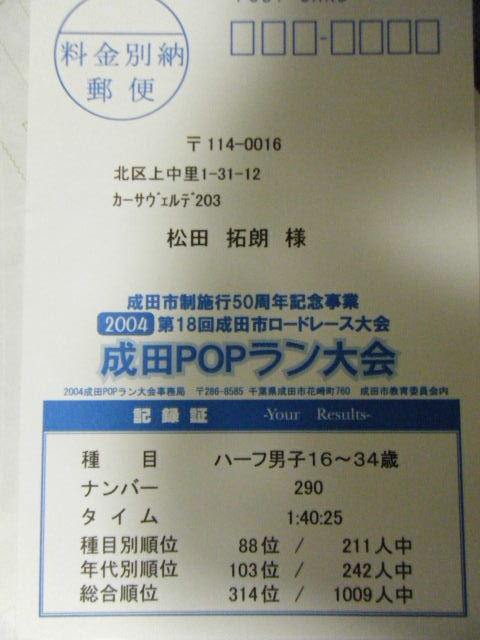 POST CARD
料金別納
郵便
〒114-0016
北区上中里1-31-12
カーサヴェルデ203
松田 拓朗 様
成田市制施行50周年記念事業
2004 第18回成田市ロードレース大会
成田POPラン大会
2004成田POPラン大会事務局 〒286-8585 千葉県成田市花崎町760 成田市教育委員会内
記録証 -Your Results-
種 目 ハーフ男子16～34歳
ナンバー 290
タイム 1:40:25
種目別順位 88位 / 211人中
年代別順位 103位 / 242人中
総合順位 314位 / 1009人中